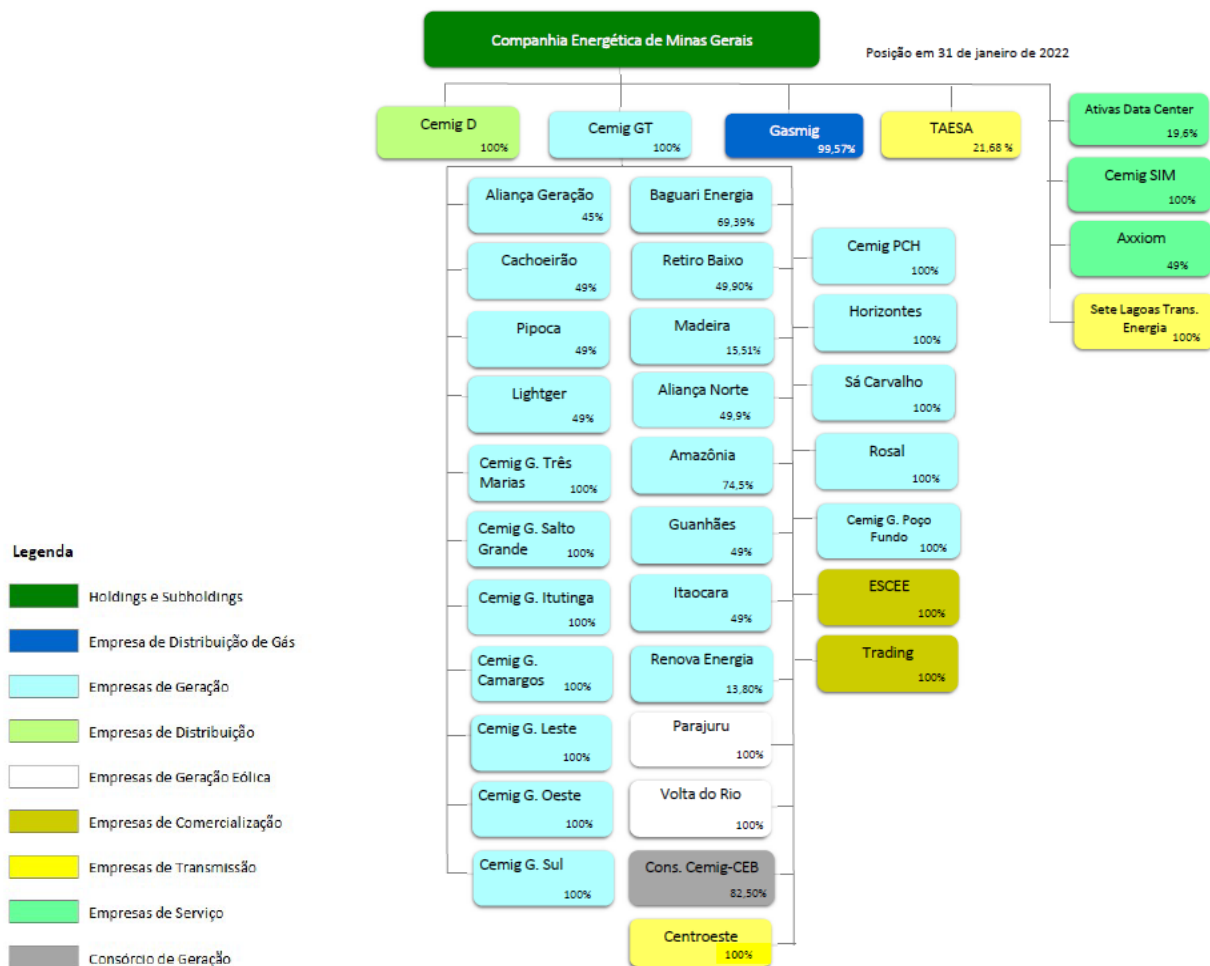 Companhia Energética de Minas Gerais
Posição em 31 de janeiro de 2022
Cemig D
100%
Cemig GT
100%
Gasmig
99,57%
TAESA
21,68 %
Ativas Data Center
19,6%
Cemig SIM
100%
Axxiom
49%
Sete Lagoas Trans.
Energia
100%
Aliança Geração
45%
Cachoeirão
49%
Pipoca
49%
Lightger
49%
Cemig G. Três
Marias
100%
Cemig G. Salto
Grande
100%
Cemig G. Itutinga
100%
Cemig G.
Camargos
100%
Cemig G. Leste
100%
Cemig G. Oeste
100%
Cemig G. Sul
100%
Baguari Energia
69,39%
Retiro Baixo
49,90%
Madeira
15,51%
Aliança Norte
49,9%
Amazônia
74,5%
Guanhães
49%
Itaocara
49%
Renova Energia
13,80%
Parajuru
100%
Volta do Rio
100%
Cons. Cemig-CEB
82,50%
Centroeste
100%
Cemig PCH
100%
Horizontes
100%
Sá Carvalho
100%
Rosal
100%
Cemig G. Poço
Fundo
100%
ESCEE
100%
Trading
100%
Legenda
Holdings e Subholdings
Empresa de Distribuição de Gás
Empresas de Geração
Empresas de Distribuição
Empresas de Geração Eólica
Empresas de Comercialização
Empresas de Transmissão
Empresas de Serviço
Consórcio de Geração